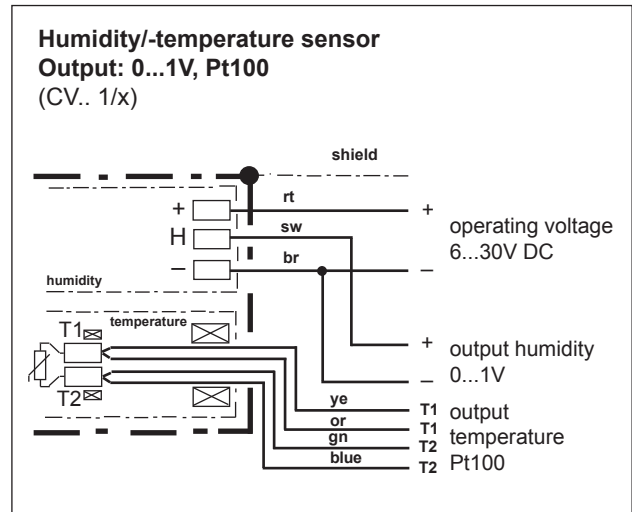 Humidity/-temperature sensor
Output: 0...1V, Pt100
(CV.. 1/x)
shield
+ rt +
H sw
operating voltage
6...30V DC
– br –
humidity
T1 temperature
+
output humidity
0...1V
–
T2
ye T1
or T1
gn T2
blue T2
output
temperature
Pt100